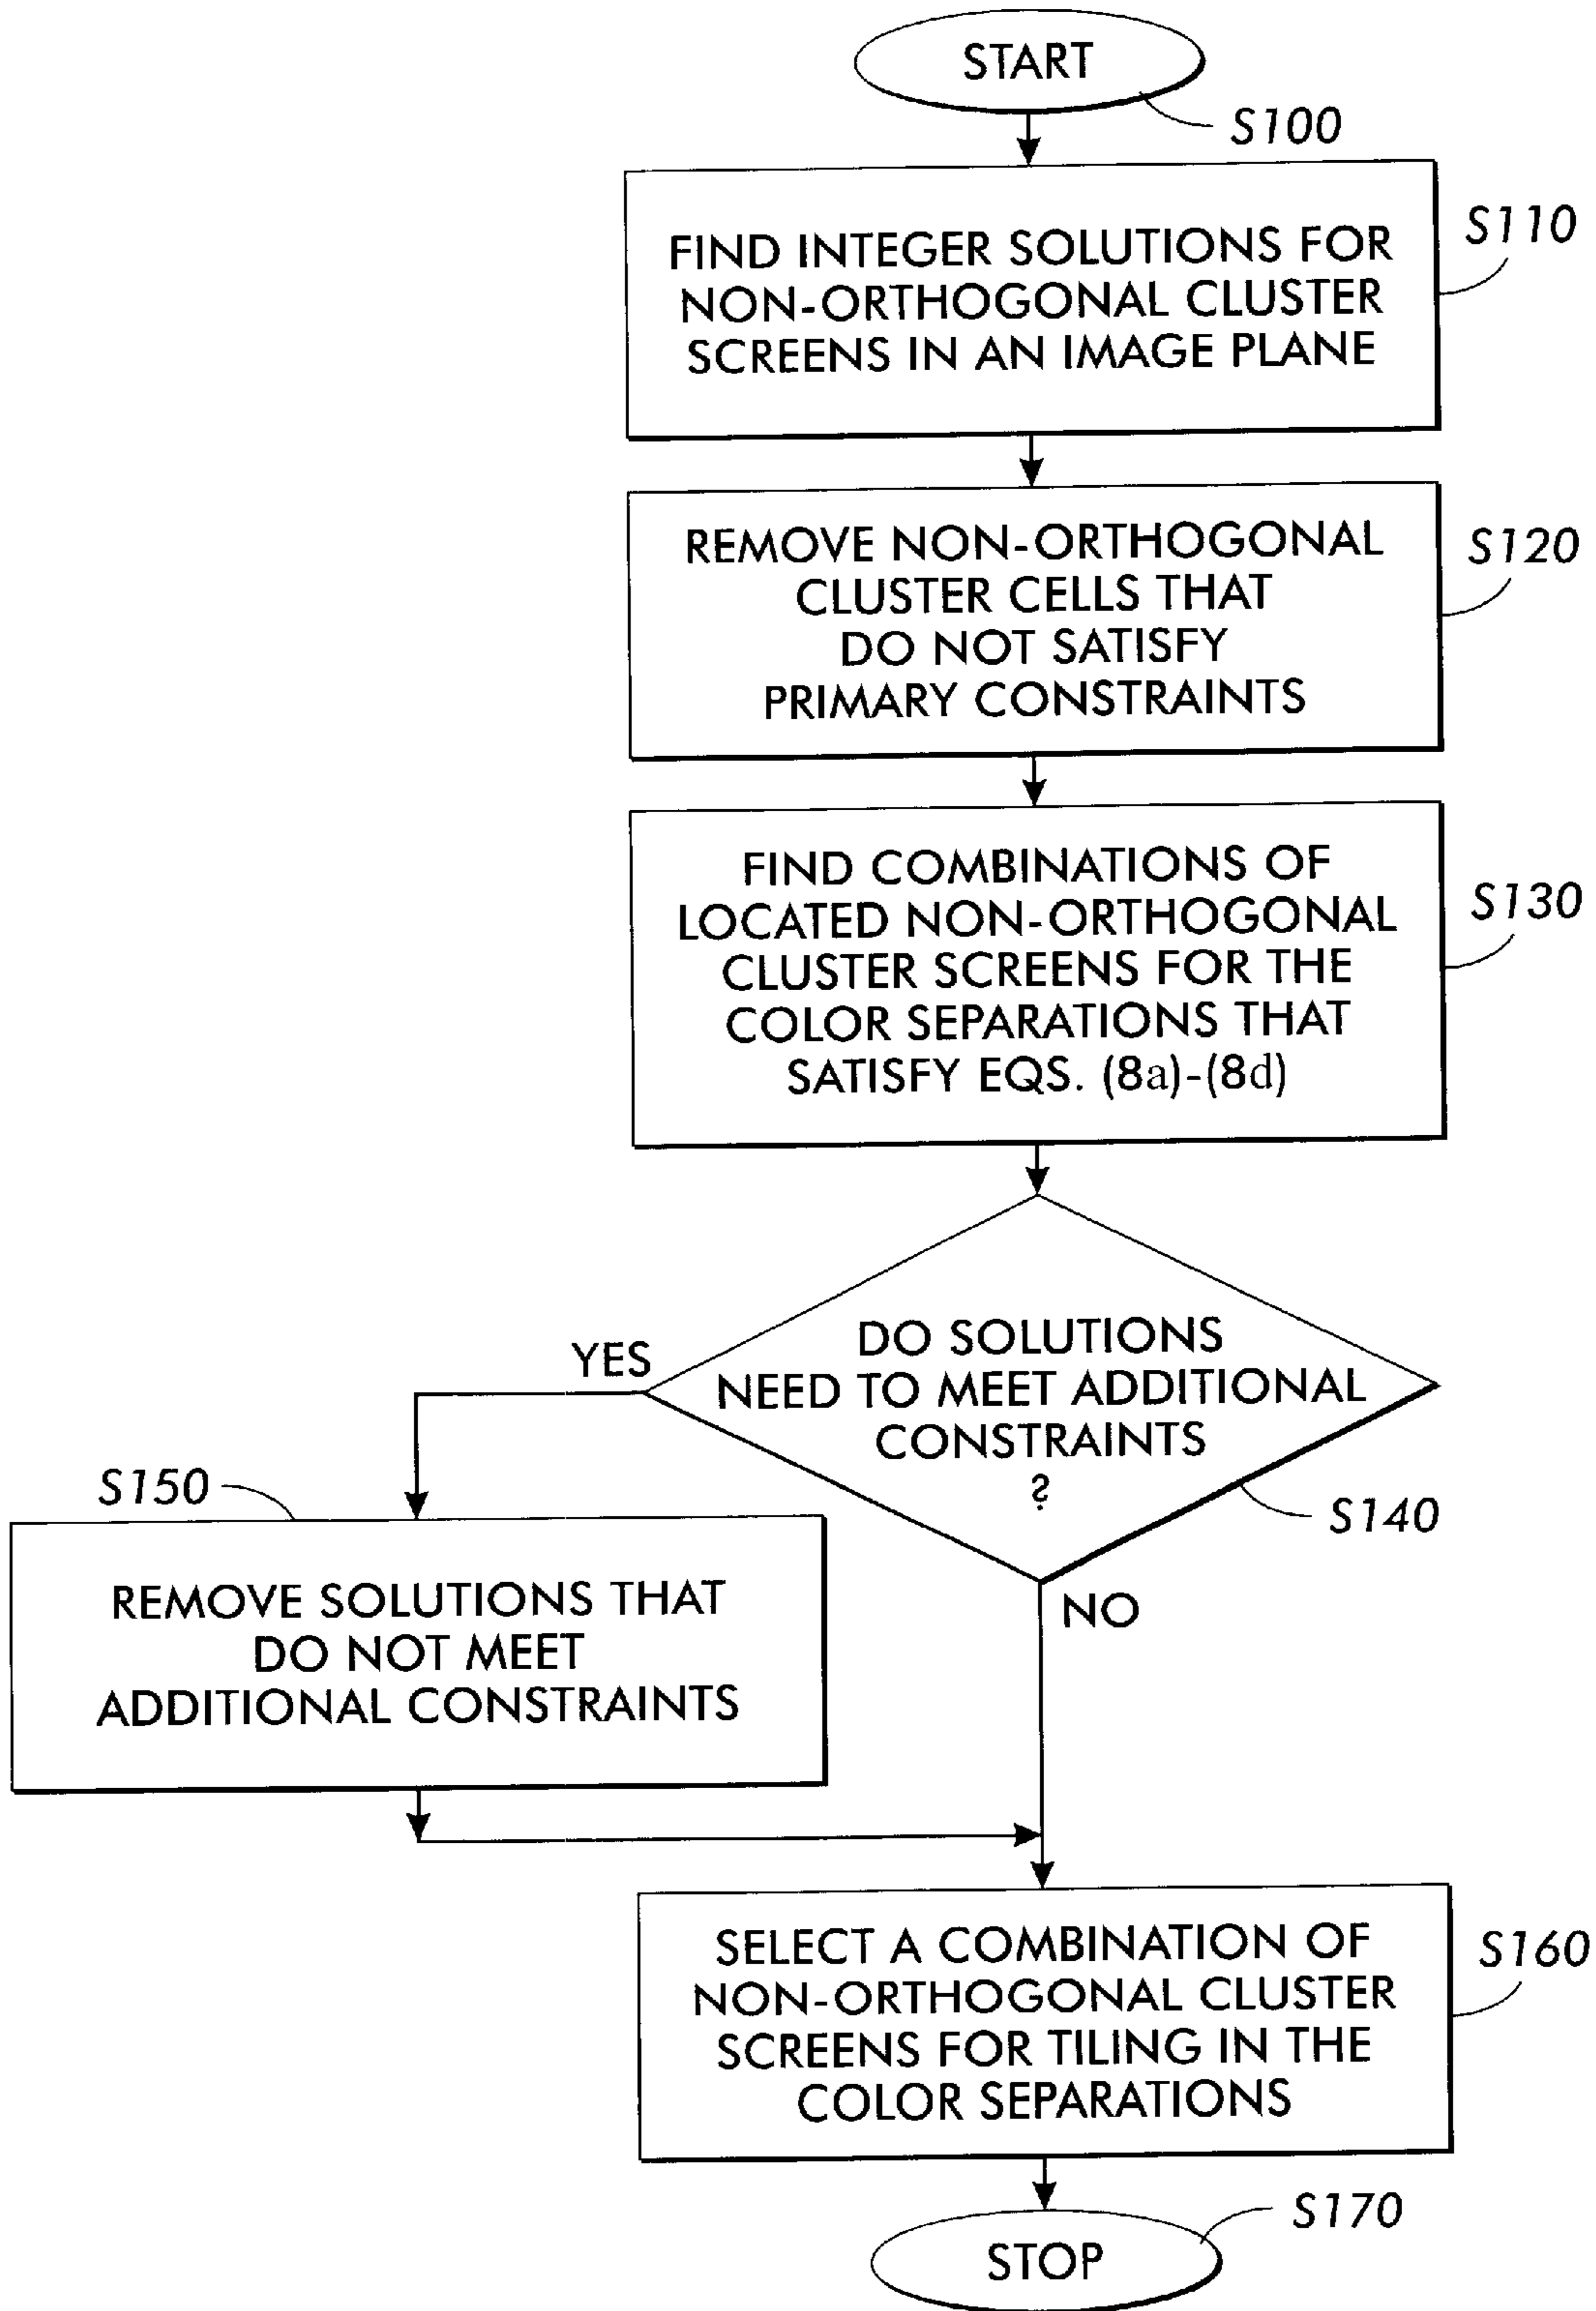 START
S100
FIND INTEGER SOLUTIONS FOR
NON-ORTHOGONAL CLUSTER
SCREENS IN AN IMAGE PLANE
S110
REMOVE NON-ORTHOGONAL
CLUSTER CELLS THAT
DO NOT SATISFY
PRIMARY CONSTRAINTS
S120
FIND COMBINATIONS OF
LOCATED NON-ORTHOGONAL
CLUSTER SCREENS FOR THE
COLOR SEPARATIONS THAT
SATISFY EQS. (8a)-(8d)
S130
DO SOLUTIONS
NEED TO MEET ADDITIONAL
CONSTRAINTS
?
S140
YES
NO
S150
REMOVE SOLUTIONS THAT
DO NOT MEET
ADDITIONAL CONSTRAINTS
SELECT A COMBINATION OF
NON-ORTHOGONAL CLUSTER
SCREENS FOR TILING IN THE
COLOR SEPARATIONS
S160
STOP
S170